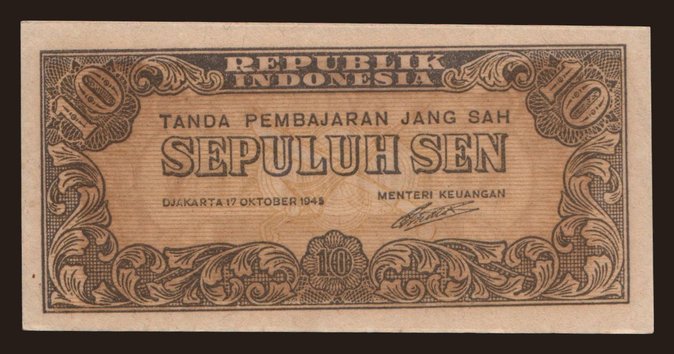 REPUBLIK
INDONESIA
10 10
TANDA PEMBAJARAN JANG SAH
SEPULUH SEN
DJAKARTA 17 OKTOBER 1945 MENTERI KEUANGAN
10